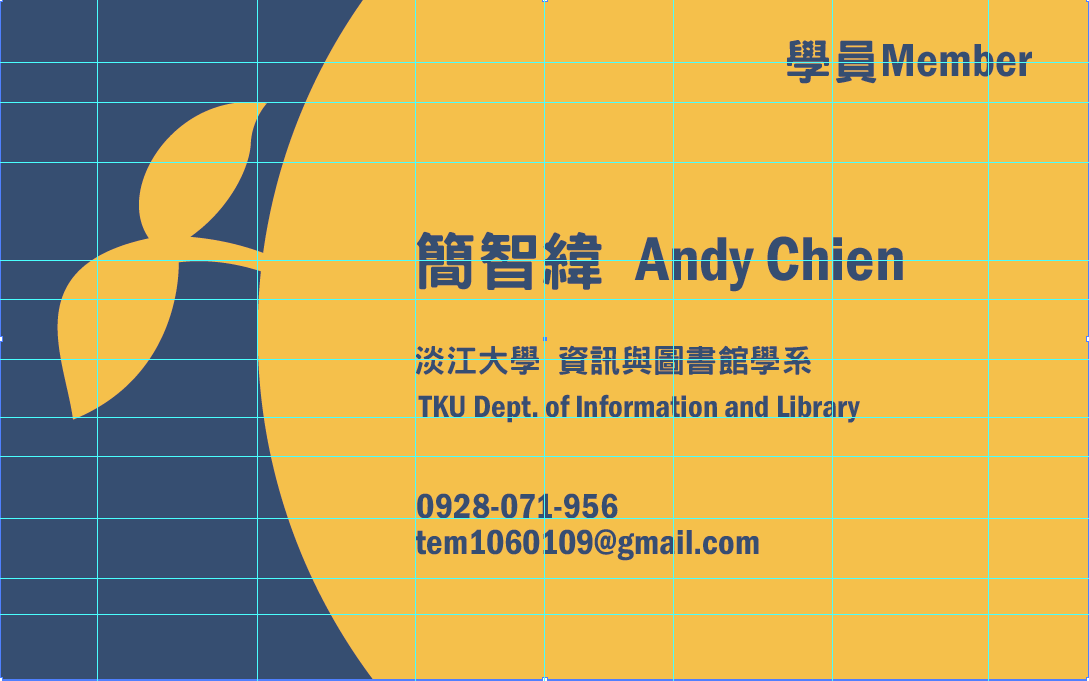 學員Member
簡智緯 Andy Chien
淡江大學 資訊與圖書館學系
TKU Dept. of Information and Library
0928-071-956
tem1060109@gmail.com